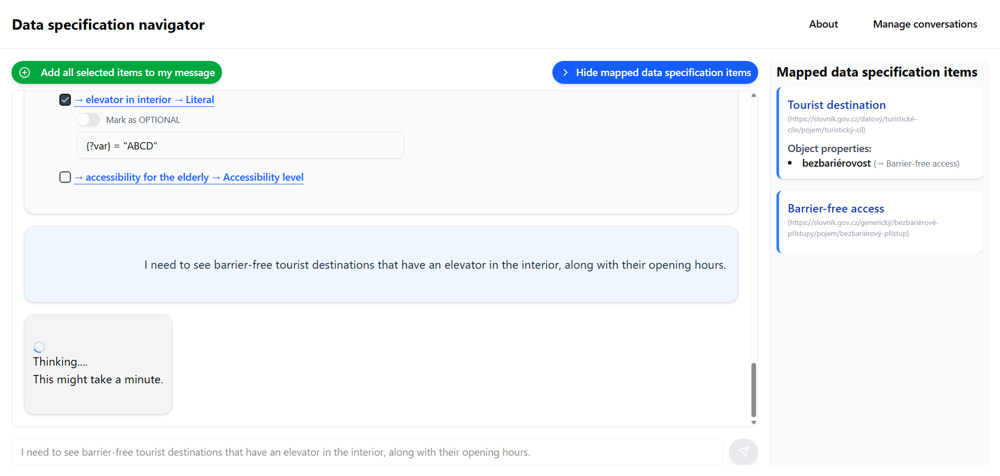 Data specification navigator
About
Manage conversations
Add all selected items to my message
Hide mapped data specification items
→ elevator in interior → Literal
Mark as OPTIONAL
{?var} = "ABCD"
→ accessibility for the elderly → Accessibility level
I need to see barrier-free tourist destinations that have an elevator in the interior, along with their opening hours.
Thinking....
This might take a minute.
I need to see barrier-free tourist destinations that have an elevator in the interior, along with their opening hours.
Mapped data specification items
Tourist destination
(https://slovník.gov.cz/datový/turistické-
cíle/pojem/turistický-cíl)
Object properties:
• bezbariérovost (→ Barrier-free access)
Barrier-free access
(https://slovník.gov.cz/generický/bezbariérové-
přístupy/pojem/bezbariérový-přístup)